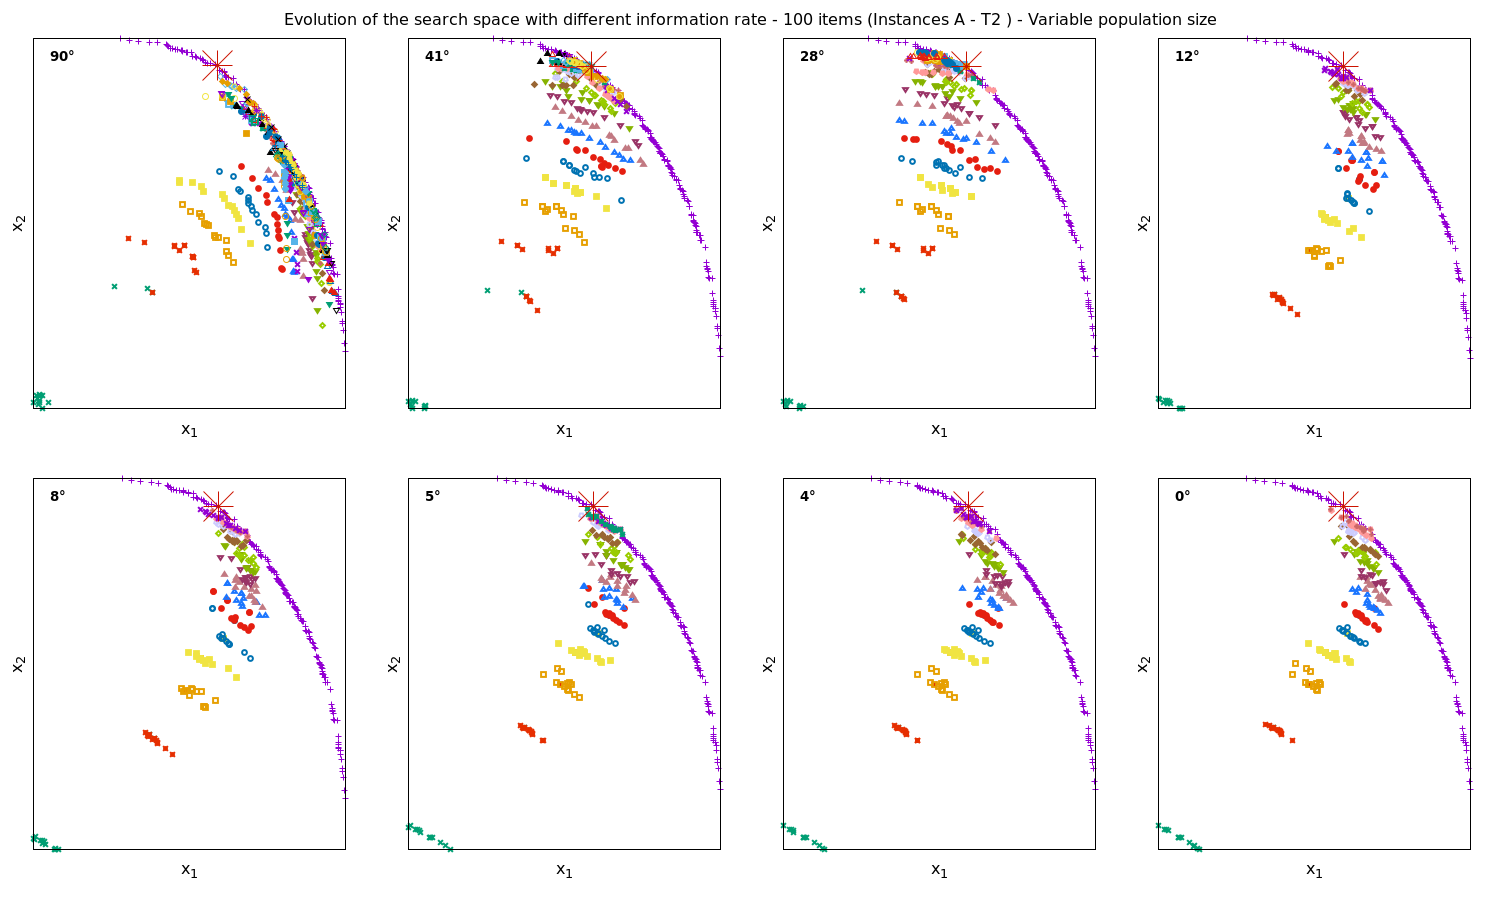 Evolution of the search space with different information rate - 100 items (Instances A - T2 ) - Variable population size
90°
41°
28°
12°
x2
x2
x2
x2
x1
x1
x1
x1
8°
5°
4°
0°
x2
x2
x2
x2
x1
x1
x1
x1